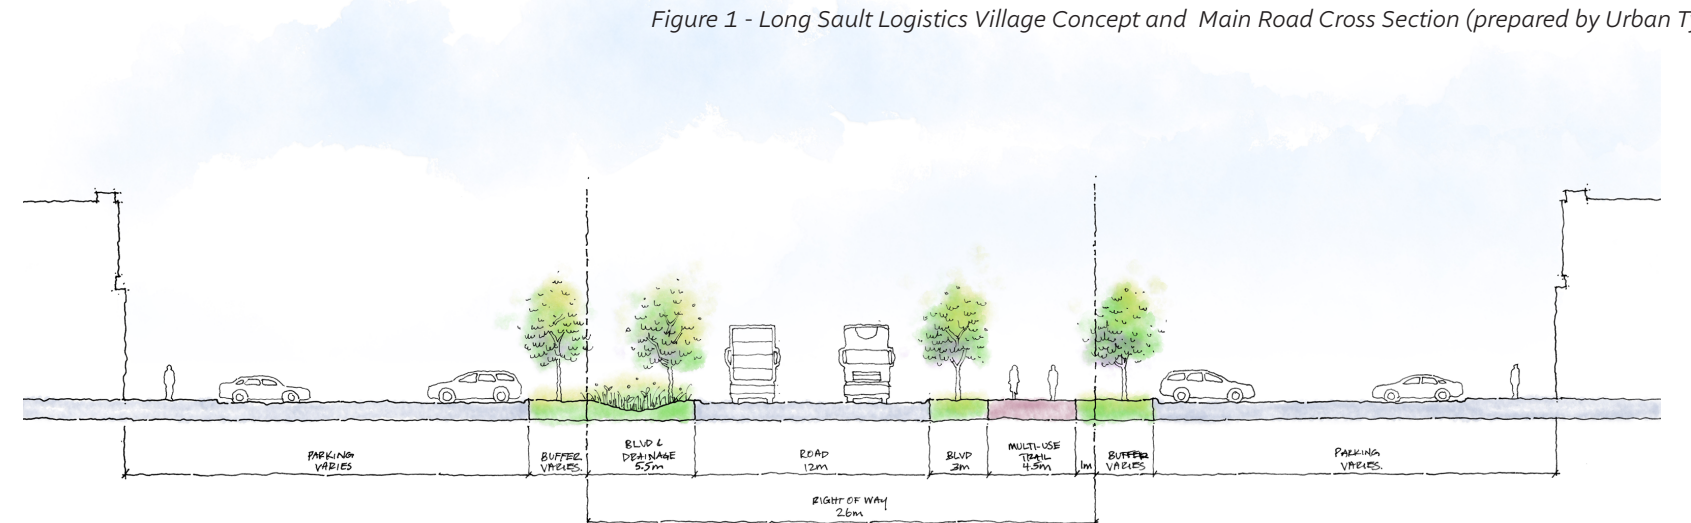 Figure 1 - Long Sault Logistics Village Concept and Main Road Cross Section (prepared by Urban
PARKING
VARIES
BUFFER
VARIES.
BLVD &
DRAINAGE
5.5m
ROAD
12m
BLVD
3m
MULTI-USE
TRAIL
4.5m
1m
BUFFER
VARIES
PARKING
VARIES.
RIGHT OF WAY
26m